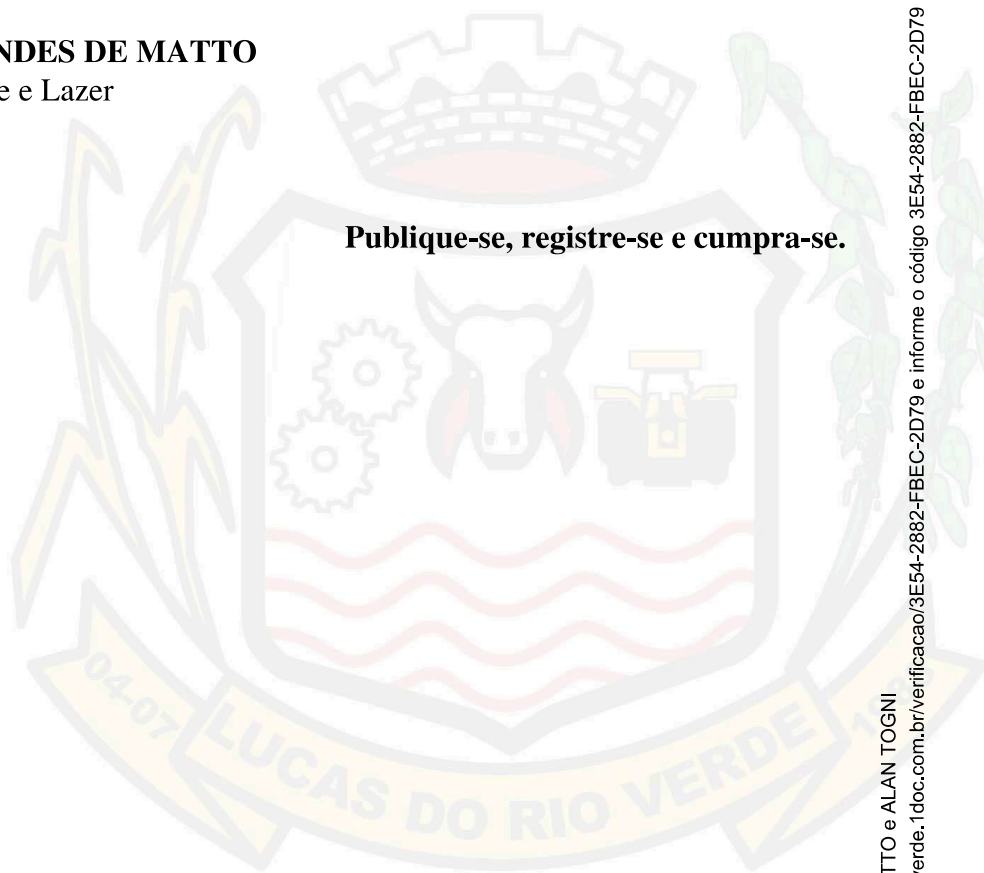 NDES DE MATTO
e e Lazer
Publique-se, registre-se e cumpra-se.
04-07
LUCAS DO RIO VERDE
TTO e ALAN TOGNI
erde.1doc.com.br/verificacao/3E54-2882-FBEC-2D79 e informe o código 3E54-2882-FBEC-2D79